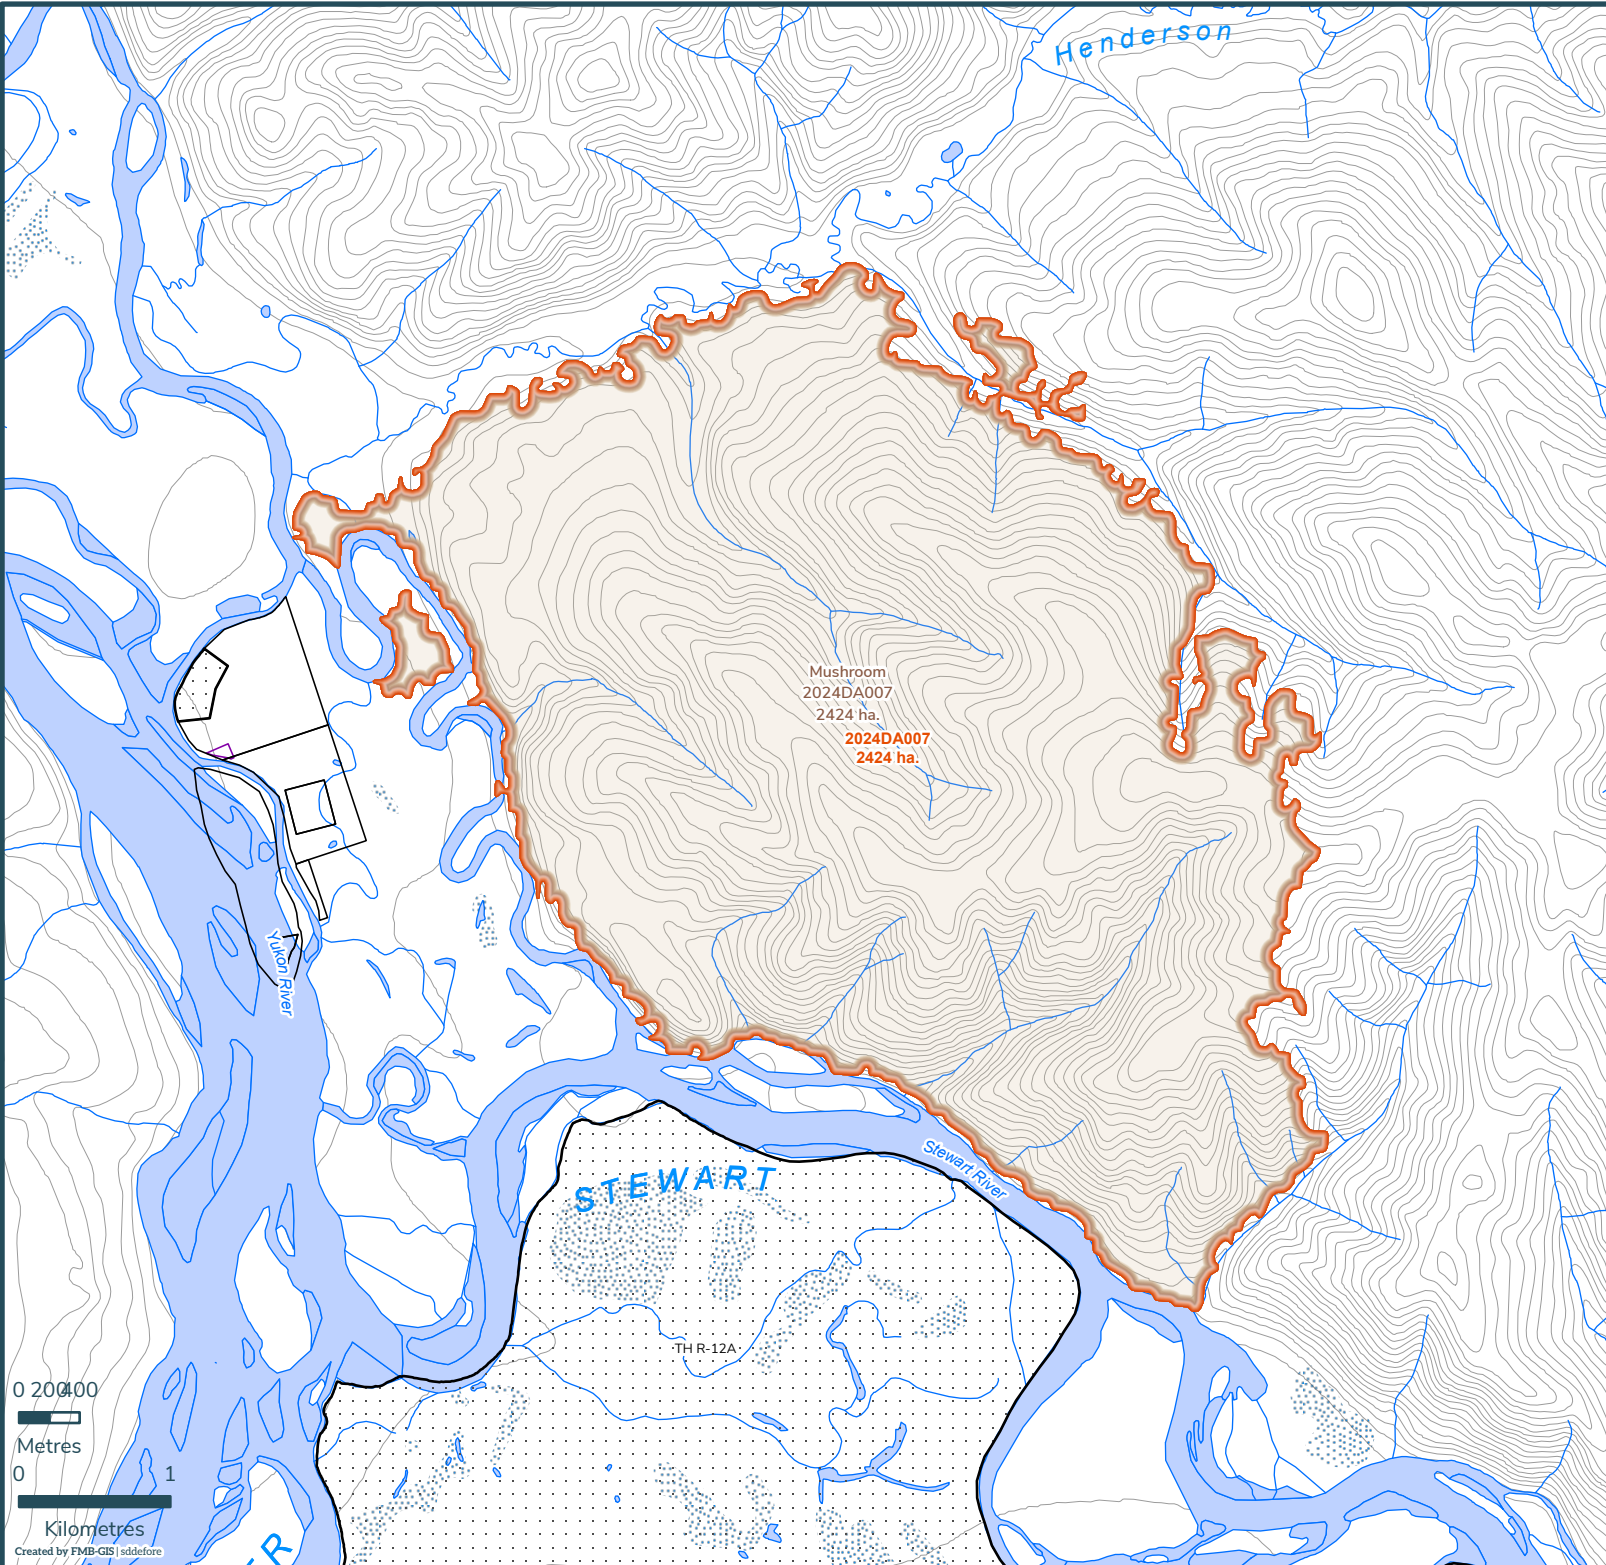 Henderson
Mushroom
2024DA007
2424 ha.
2024DA007
2424 ha.
Yukon River
Stewart River
STEWART
TH R-12A
0 200400
Metres
0 1
Kilometres
ER
Created by FMB-GIS | sddefore